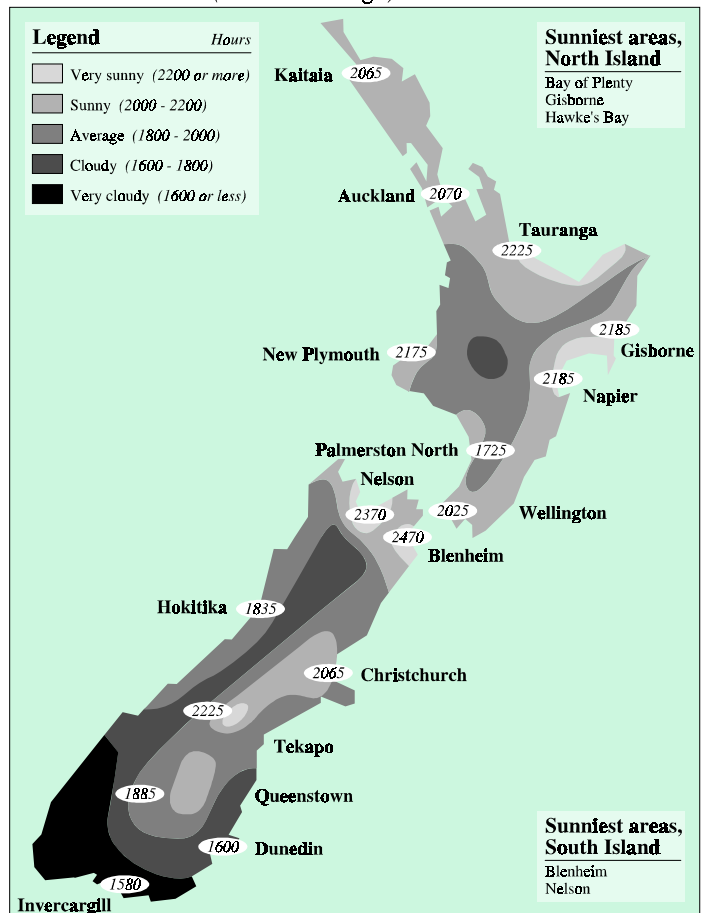 Legend Hours
Very sunny (2200 or more)
Sunny (2000 - 2200)
Average (1800 - 2000)
Cloudy (1600 - 1800)
Very cloudy (1600 or less)
Sunniest areas,
North Island
Bay of Plenty
Gisborne
Hawke's Bay
Kaitaia 2065
Auckland 2070
Tauranga
2225
2185
Gisborne
New Plymouth 2175
2185
Napier
Palmerston North 1725
Nelson
2370
2025 Wellington
2470
Blenheim
Hokitika 1835
2065 Christchurch
2225
Tekapo
1885 Queenstown
1600 Dunedin
1580
Invercargill
Sunniest areas,
South Island
Blenheim
Nelson